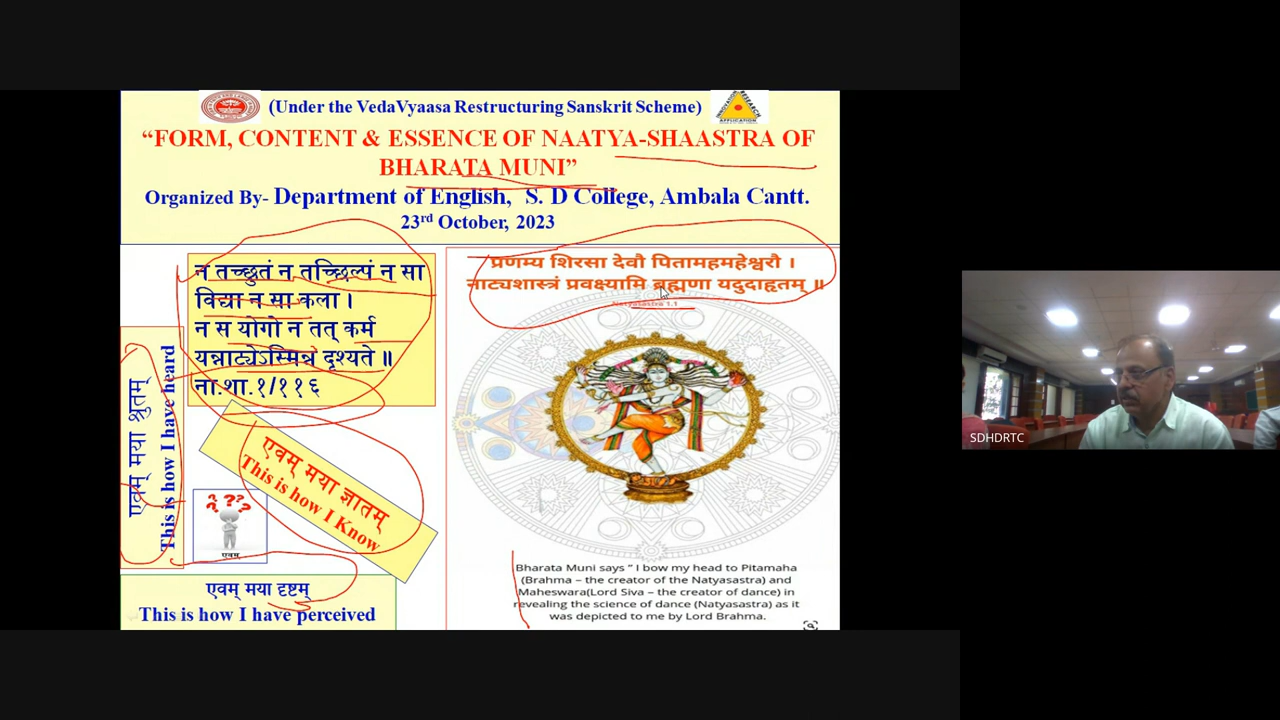 (Under the VedaVyaasa Restructuring Sanskrit Scheme)
“FORM, CONTENT & ESSENCE OF NAATYA-SHAASTRA OF
BHARATA MUNI”
Organized By- Department of English, S. D College, Ambala Cantt.
23rd October, 2023
न तच्छुतं न तच्छिल्पं न सा
विद्या न सा कला ।
न स योगो न तत् कर्म
यन्नाट्येऽस्मिन्न दृश्यते ॥
ना.शा.१/११६
एवम् मया श्रुतम्
This is how I have heard
एवम् मया ज्ञातम्
This is how I Know
एवम्
एवम् मया दृष्टम्
This is how I have perceived
प्रणम्य शिरसा देवौ पितामहमहेश्वरौ ।
नाट्यशास्त्रं प्रवक्ष्यामि ब्रह्मणा यदुदाहृतम् ॥
Natyasastra 1.1
Bharata Muni says “ I bow my head to Pitamaha
(Brahma – the creator of the Natyasastra) and
Maheswara(Lord Siva – the creator of dance) in
revealing the science of dance (Natyasastra) as it
was depicted to me by Lord Brahma.
SDHDRTC